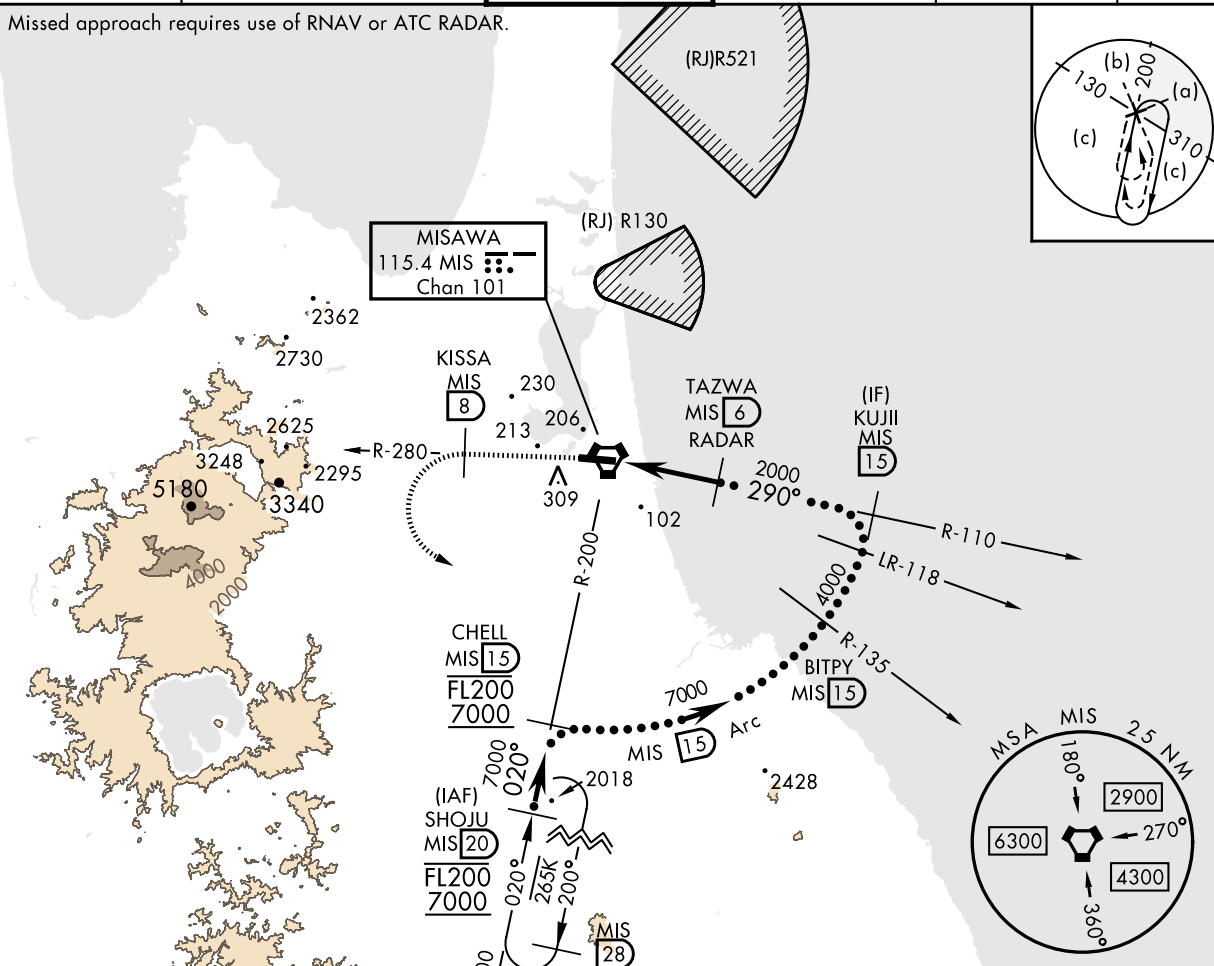 Missed approach requires use of RNAV or ATC RADAR.
(RJ)R521
(b)
200
130
(a)
(c)
310
(c)
(RJ) R130
MISAWA
115.4 MIS
Chan 101
2362
2730
KISSA
MIS
8
230
206
213
TAZWA
MIS 6
RADAR
(IF)
KUJII
MIS
15
2625
3248
2295
5180
3340
R-280
309
102
2000
290°
R-110
LR-118
4000
2000
R-200
4000
R-135
BITPY
MIS 15
CHELL
MIS 15
FL200
7000
7000
MIS 15 Arc
7000
020°
2018
2428
(IAF)
SHOJU
MIS 20
FL200
7000
020°
265K
200°
MIS
28
00
MSA MIS 25 NM
180°
2900
270°
6300
4300
360°